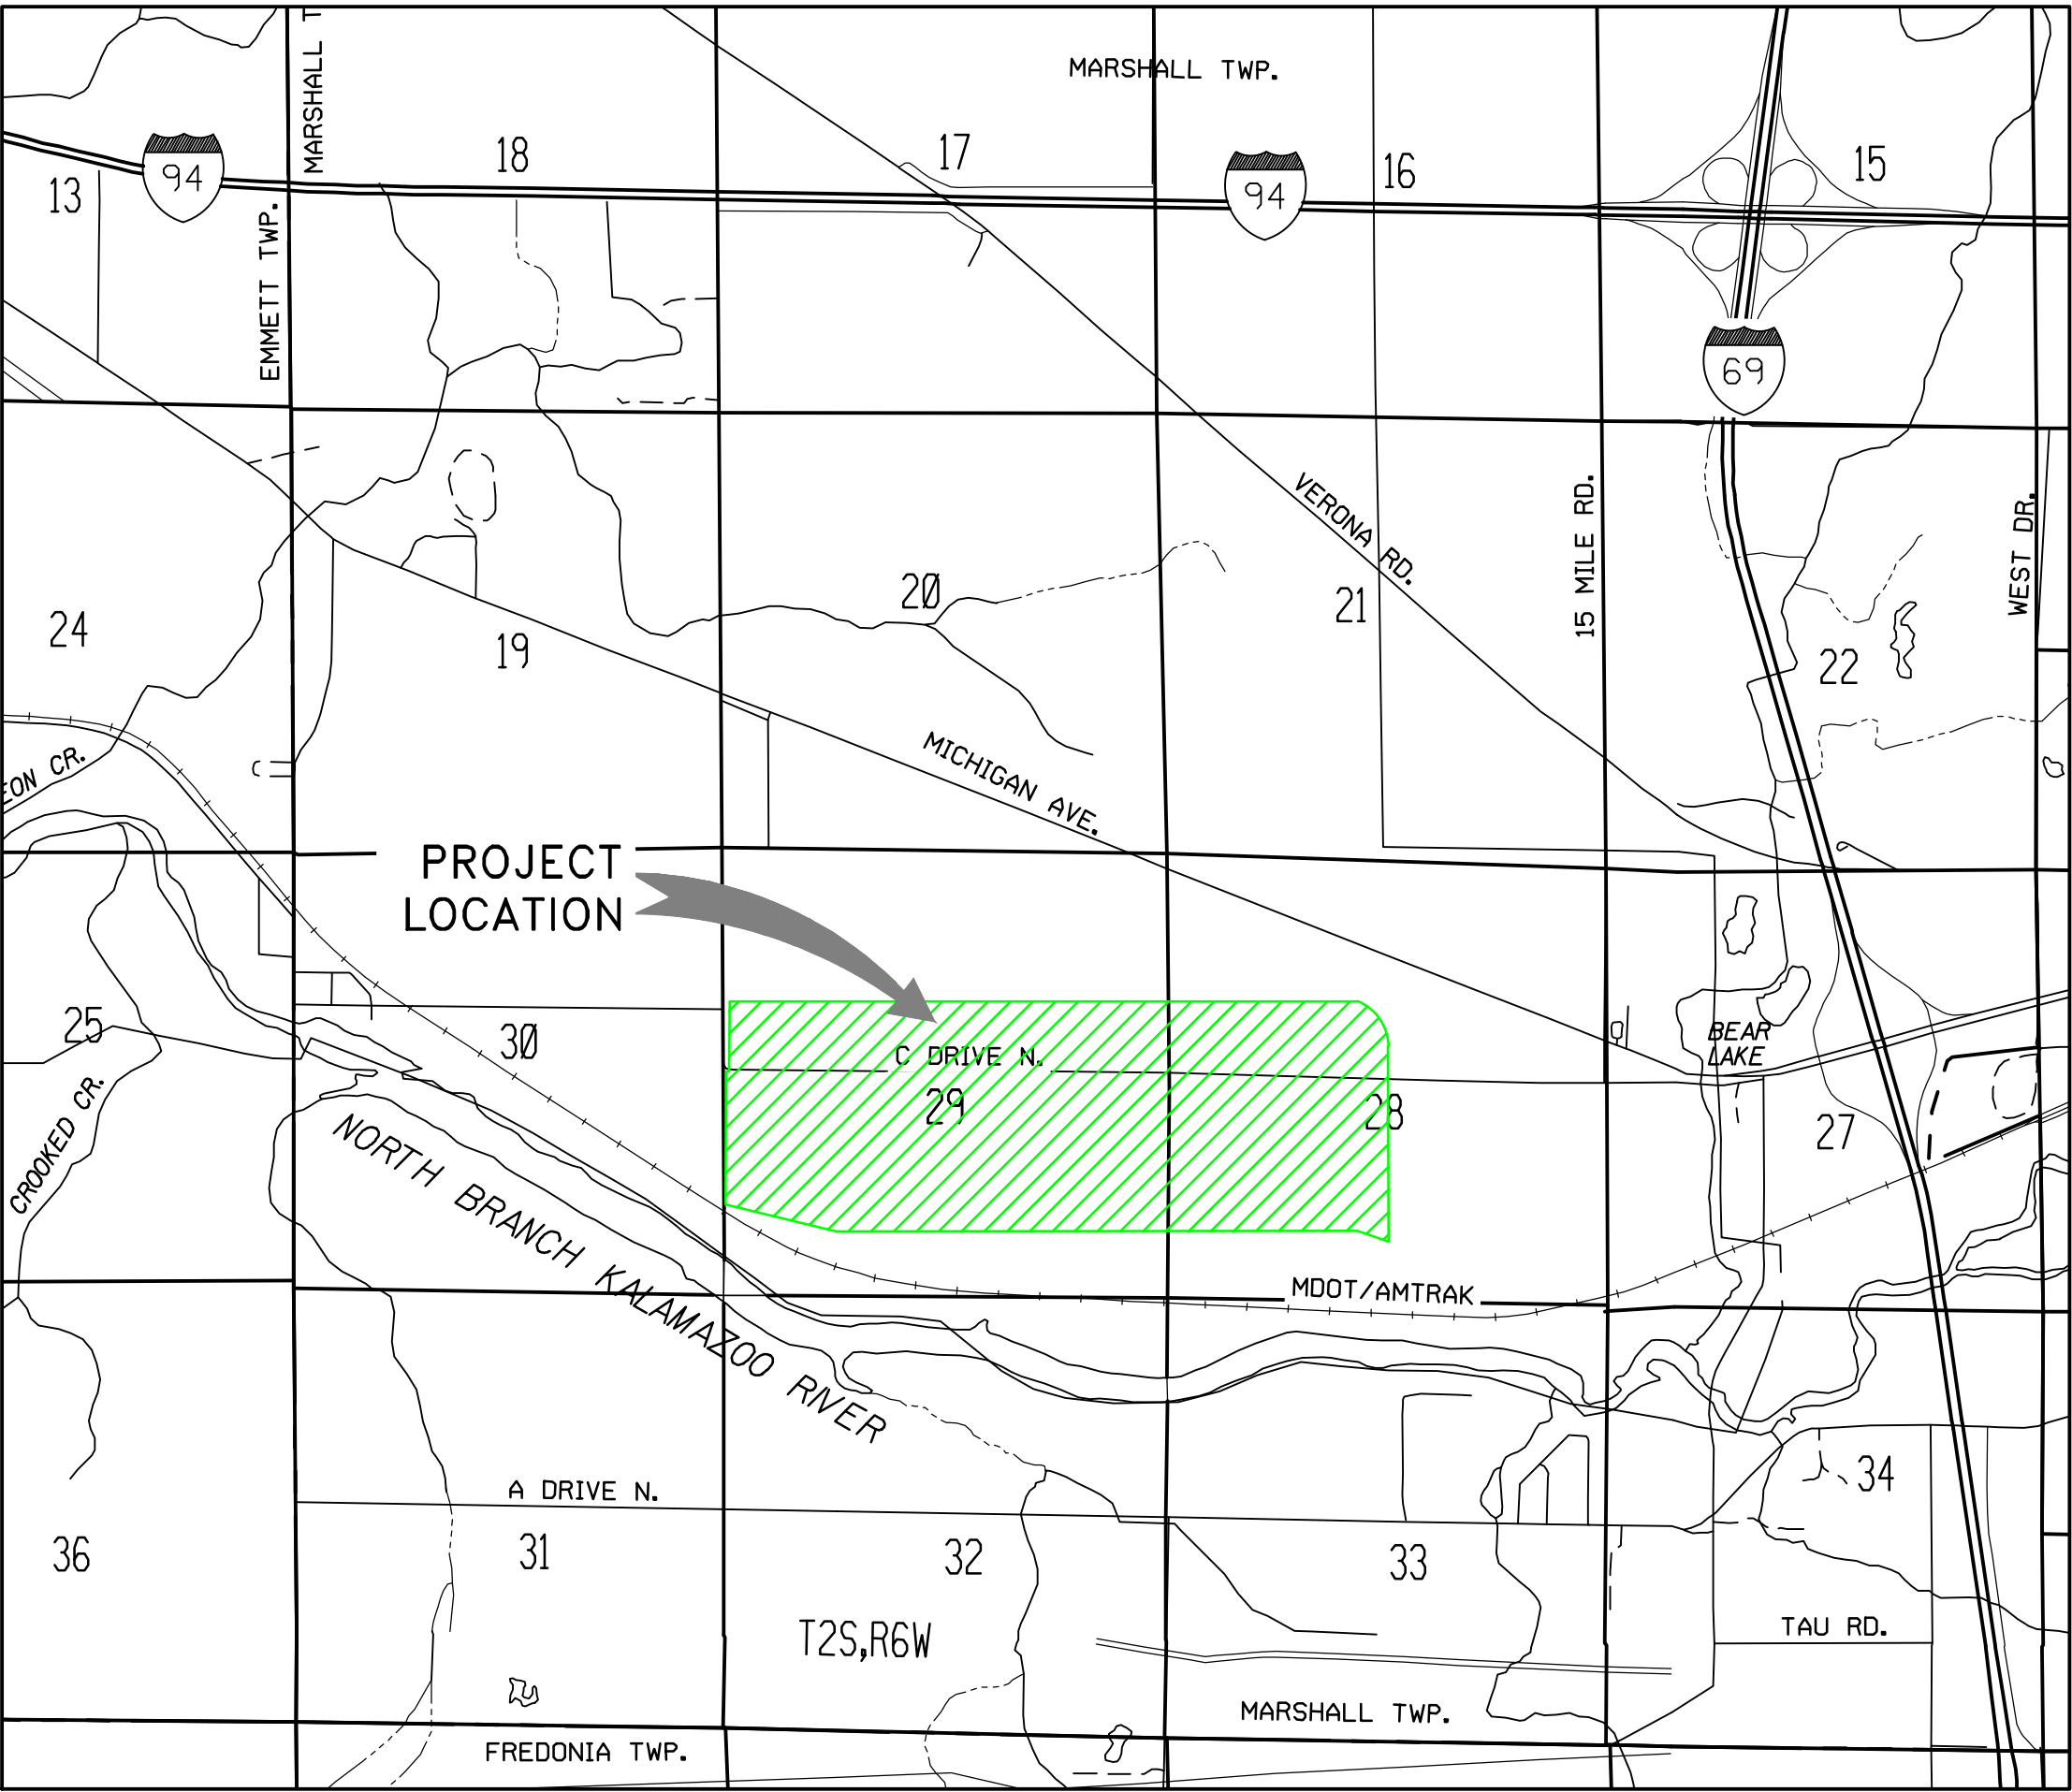 MARSHALL T
MARSHALL TWP.
18
17
16
15
94
94
13
EMMETT TWP.
69
VERONA RD.
15 MILE RD.
WEST DR.
24
19
20
21
22
EON CR.
MICHIGAN AVE.
PROJECT
LOCATION
25
30
C DRIVE N.
29
28
27
BEAR
LAKE
CROOKED CR.
NORTH BRANCH KALAMAZOO RIVER
MDOT/AMTRAK
A DRIVE N.
34
36
31
32
33
T2S,R6W
TAU RD.
MARSHALL TWP.
FREDONIA TWP.